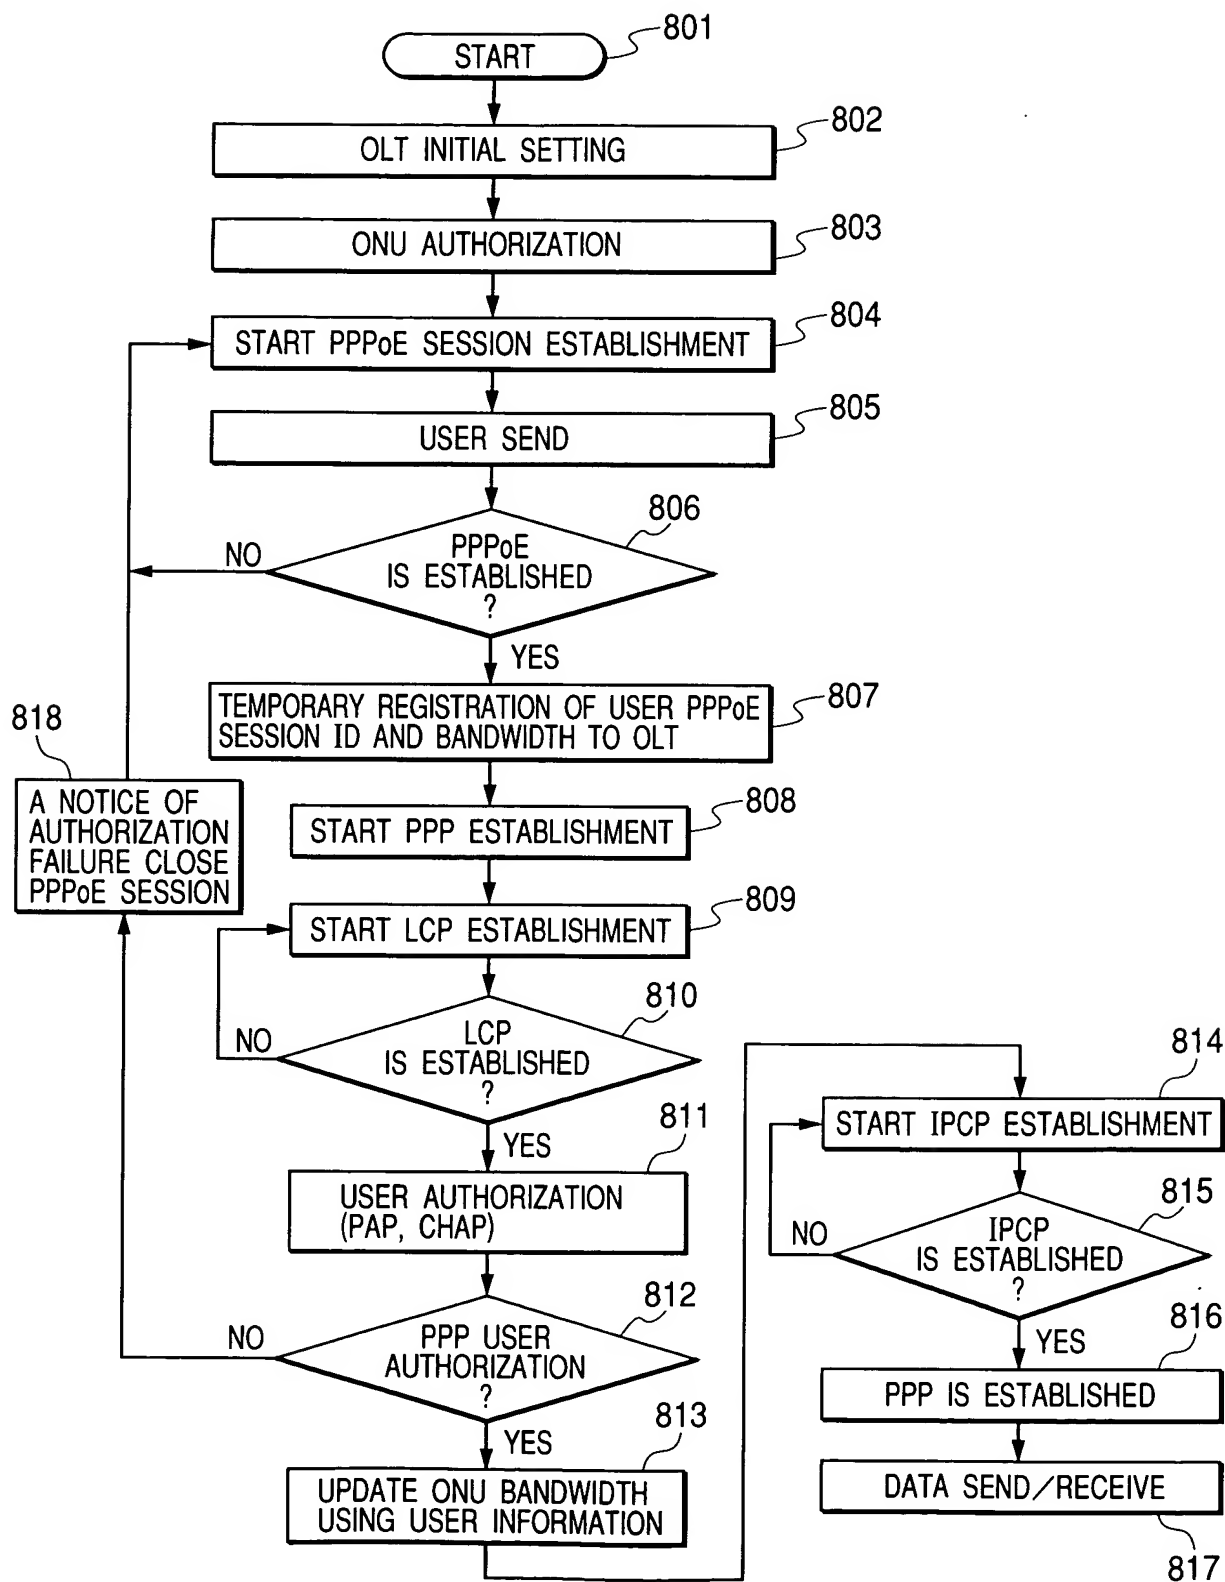 801
START
802
OLT INITIAL SETTING
803
ONU AUTHORIZATION
804
START PPPoE SESSION ESTABLISHMENT
805
USER SEND
806
PPPoE
IS ESTABLISHED
?
NO
YES
807
TEMPORARY REGISTRATION OF USER PPPoE
SESSION ID AND BANDWIDTH TO OLT
818
A NOTICE OF
AUTHORIZATION
FAILURE CLOSE
PPPoE SESSION
808
START PPP ESTABLISHMENT
809
START LCP ESTABLISHMENT
810
LCP
IS ESTABLISHED
?
NO
YES
811
USER AUTHORIZATION
(PAP, CHAP)
812
PPP USER
AUTHORIZATION
?
NO
YES
813
UPDATE ONU BANDWIDTH
USING USER INFORMATION
814
START IPCP ESTABLISHMENT
815
IPCP
IS ESTABLISHED
?
NO
YES
816
PPP IS ESTABLISHED
DATA SEND/RECEIVE
817